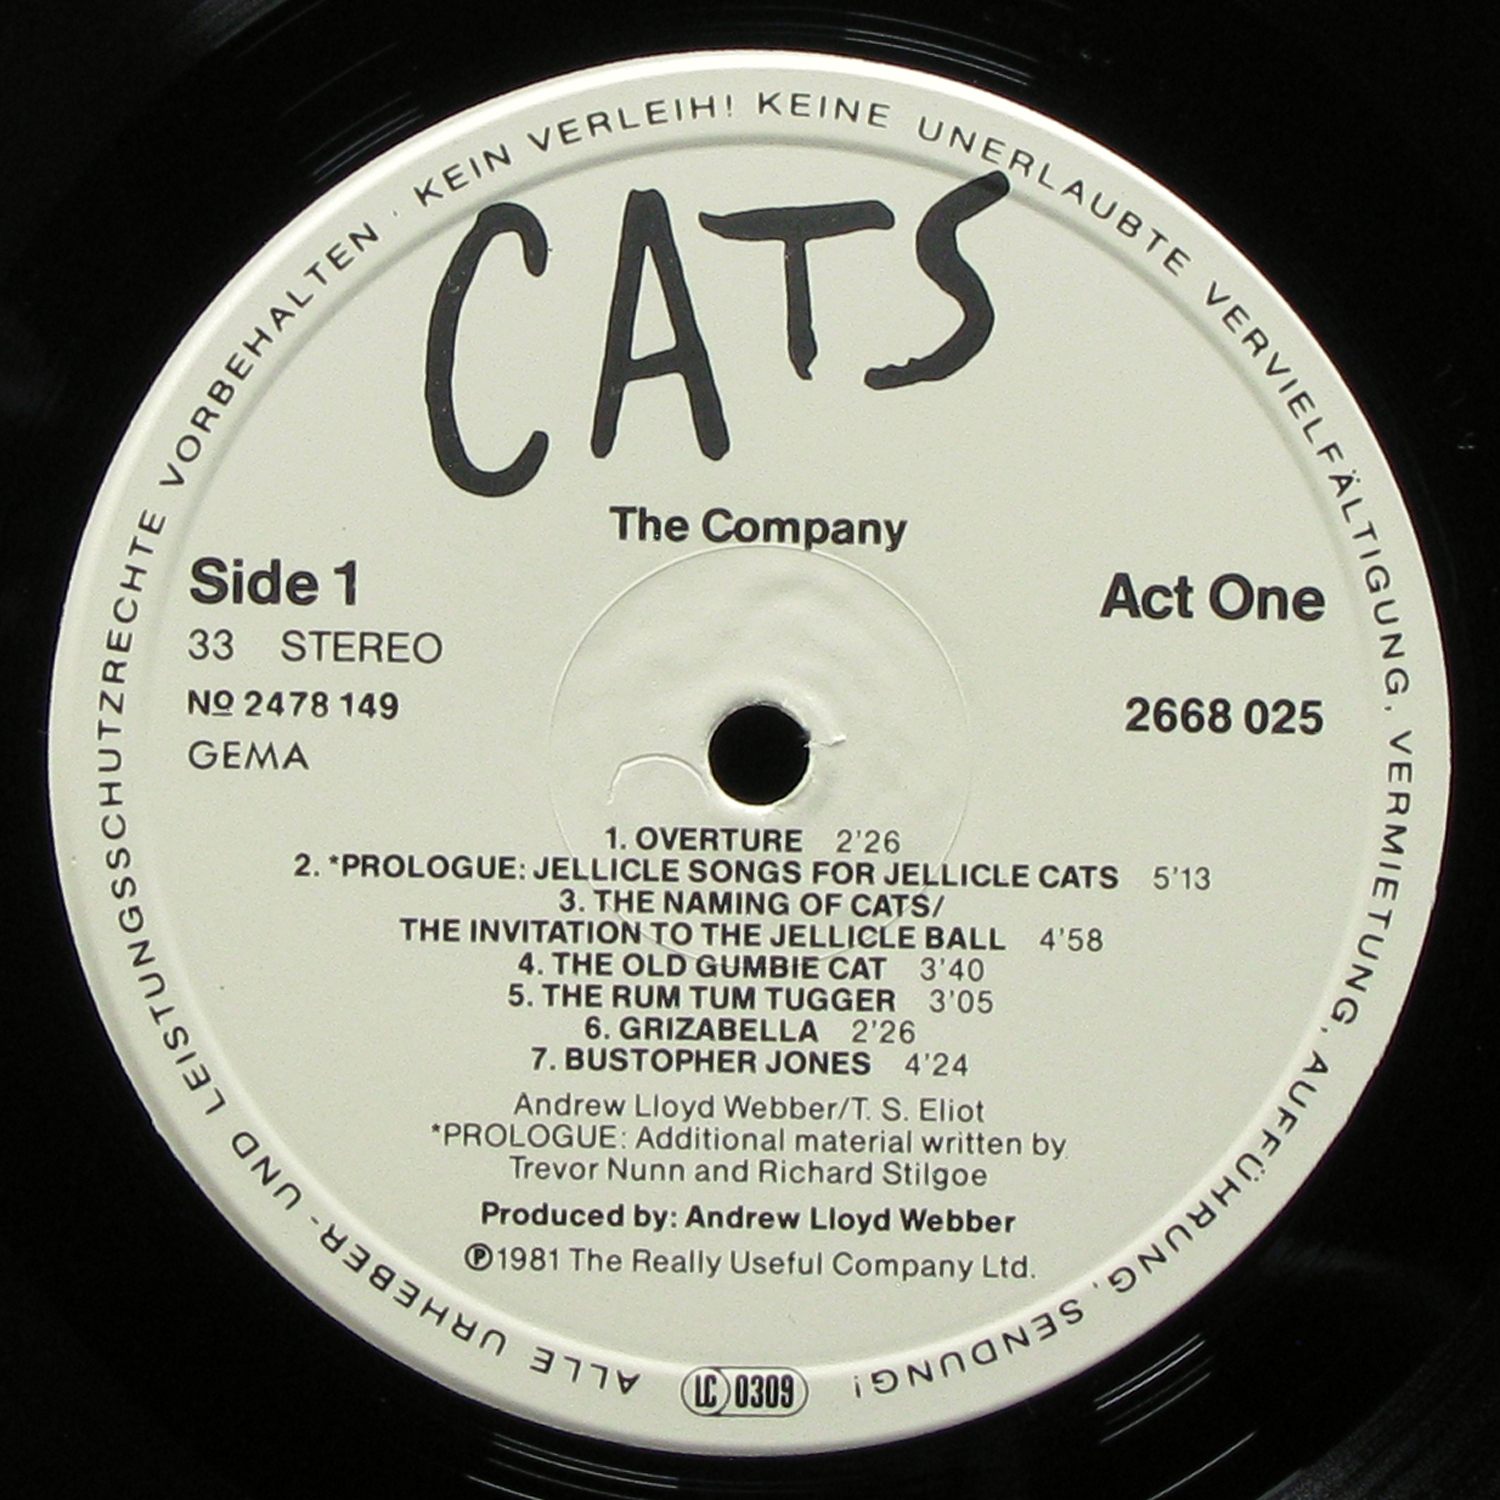 ALLE URHEBER- UND LEISTUNGSSCHUTZRECHTE VORBEHALTEN · KEIN VERLEIH! KEINE UNERLAUBTE VERVIELFÄLTIGUNG, VERMIETUNG, AUFFÜHRUNG, SENDUNG!
CATS
The Company
Side 1
Act One
33 STEREO
Nº 2478 149
2668 025
GEMA
1. OVERTURE 2'26
2. *PROLOGUE: JELLICLE SONGS FOR JELLICLE CATS 5'13
3. THE NAMING OF CATS/
THE INVITATION TO THE JELLICLE BALL 4'58
4. THE OLD GUMBIE CAT 3'40
5. THE RUM TUM TUGGER 3'05
6. GRIZABELLA 2'26
7. BUSTOPHER JONES 4'24
Andrew Lloyd Webber/T. S. Eliot
*PROLOGUE: Additional material written by
Trevor Nunn and Richard Stilgoe
Produced by: Andrew Lloyd Webber
℗1981 The Really Useful Company Ltd.
LC 0309